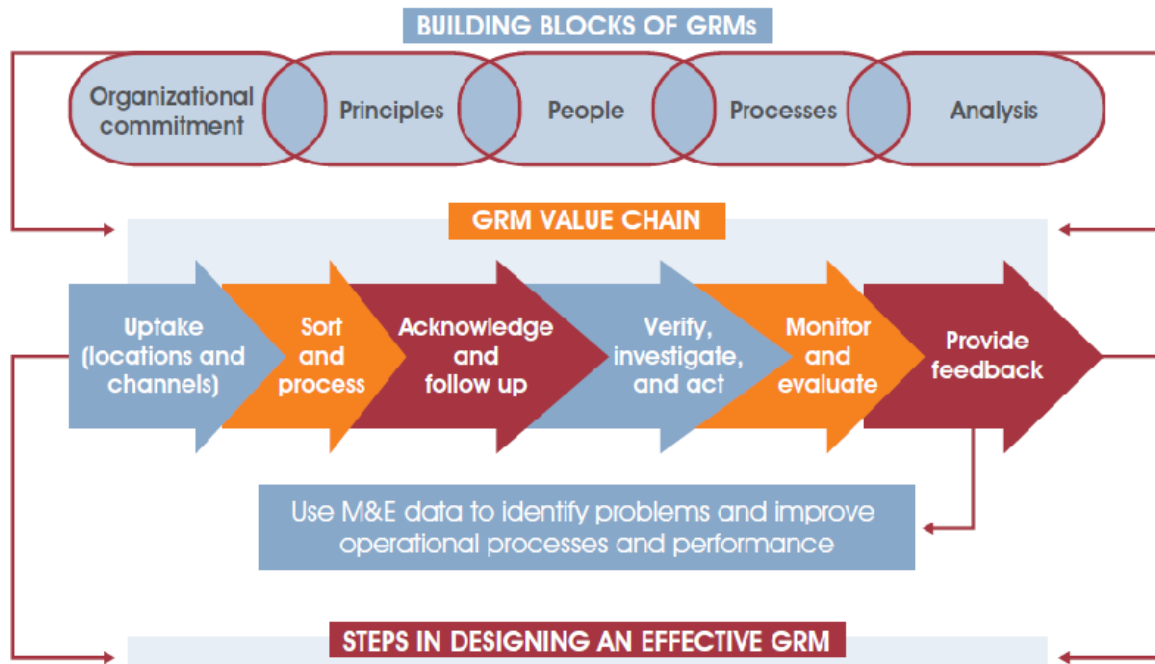 BUILDING BLOCKS OF GRMs
Organizational
commitment
Principles
People
Processes
Analysis
GRM VALUE CHAIN
Uptake
(locations and
channels)
Sort
and
process
Acknowledge
and
follow up
Verify,
investigate,
and act
Monitor
and
evaluate
Provide
feedback
Use M&E data to identify problems and improve
operational processes and performance
STEPS IN DESIGNING AN EFFECTIVE GRM